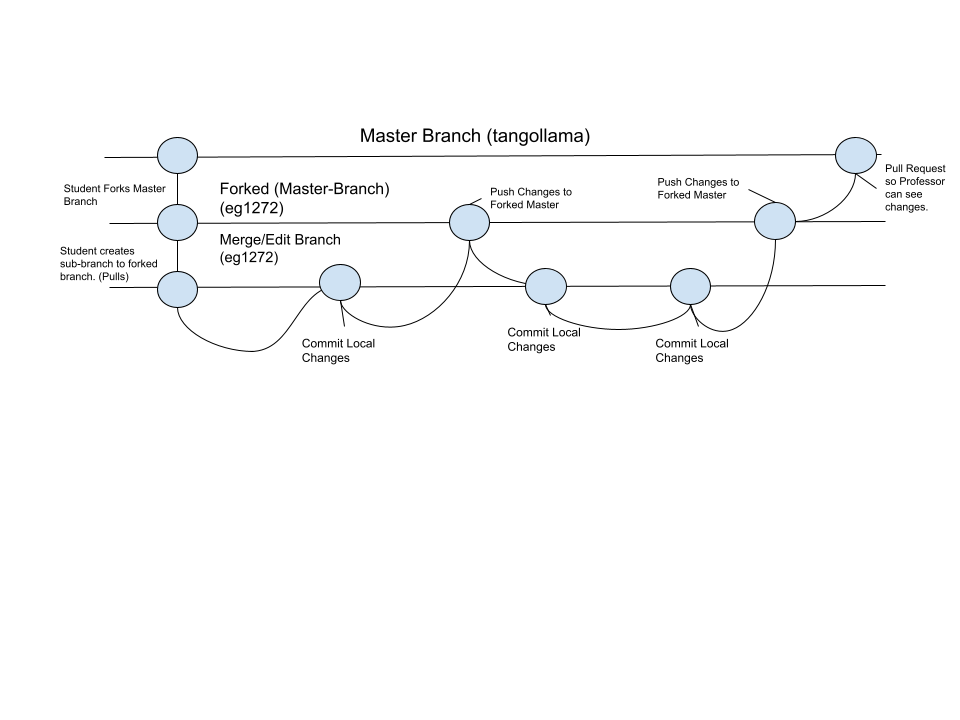 Master Branch (tangollama)
Student Forks Master
Branch
Forked (Master-Branch)
(eg1272)
Push Changes to
Forked Master
Push Changes to
Forked Master
Pull Request
so Professor
can see
changes.
Student creates
sub-branch to forked
branch. (Pulls)
Merge/Edit Branch
(eg1272)
Commit Local
Changes
Commit Local
Changes
Commit Local
Changes